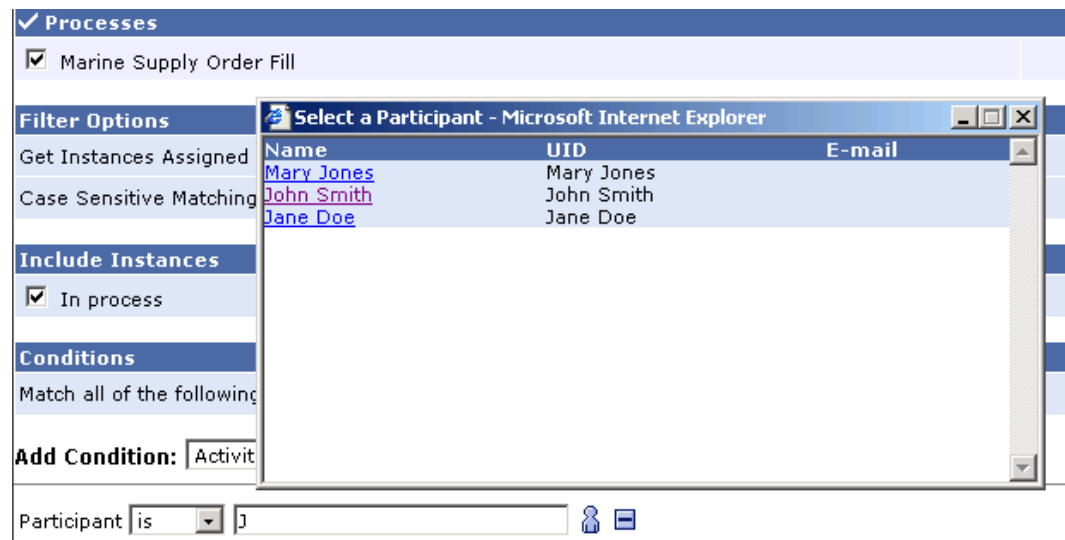 Processes
Marine Supply Order Fill
Filter Options
Get Instances Assigned
Case Sensitive Matching
Include Instances
In process
Conditions
Match all of the following
Add Condition: Activit
Select a Participant - Microsoft Internet Explorer
Name UID E-mail
Mary Jones Mary Jones
John Smith John Smith
Jane Doe Jane Doe
Participant is J